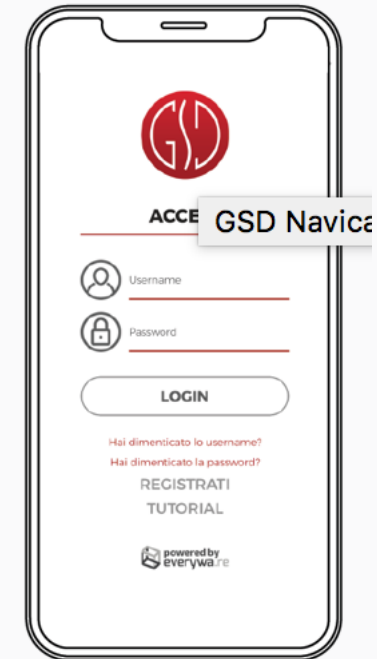 GSD
ACCE
GSD Navica
Username
Password
LOGIN
Hai dimenticato lo username?
Hai dimenticato la password?
REGISTRATI
TUTORIAL
powered by
everywa.re